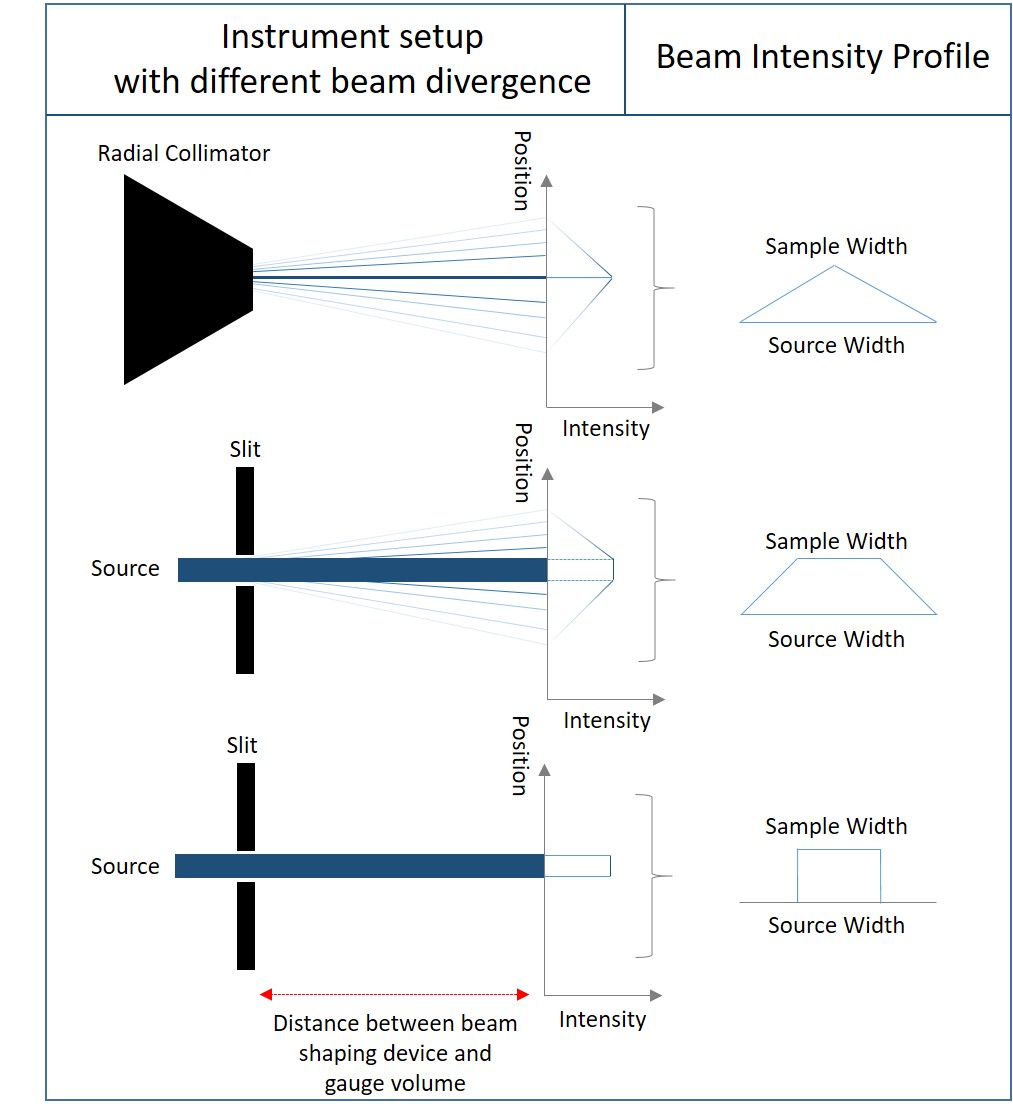 Instrument setup
with different beam divergence
Beam Intensity Profile
Radial Collimator
Position
Intensity
Sample Width
Source Width
Slit
Source
Position
Intensity
Sample Width
Source Width
Slit
Source
Position
Intensity
Sample Width
Source Width
Distance between beam
shaping device and
gauge volume